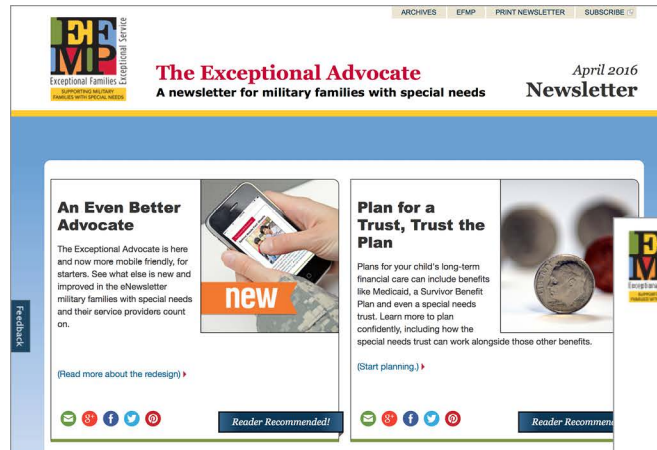 ARCHIVES EFMP PRINT NEWSLETTER SUBSCRIBE
EFMP
Exceptional Families
Exceptional Service
SUPPORTING MILITARY
FAMILIES WITH SPECIAL NEEDS
The Exceptional Advocate
A newsletter for military families with special needs
April 2016
Newsletter
An Even Better
Advocate
The Exceptional Advocate is here
and now more mobile friendly, for
starters. See what else is new and
improved in the eNewsletter
military families with special needs
and their service providers count
on.
new
(Read more about the redesign)
8+ f
Reader Recommended!
Plan for a
Trust, Trust the
Plan
Plans for your child's long-term
financial care can include benefits
like Medicaid, a Survivor Benefit
Plan and even a special needs
trust. Learn more to plan
confidently, including how the
special needs trust can work alongside those other benefits.
(Start planning.)
8+ f
Reader
Feedback